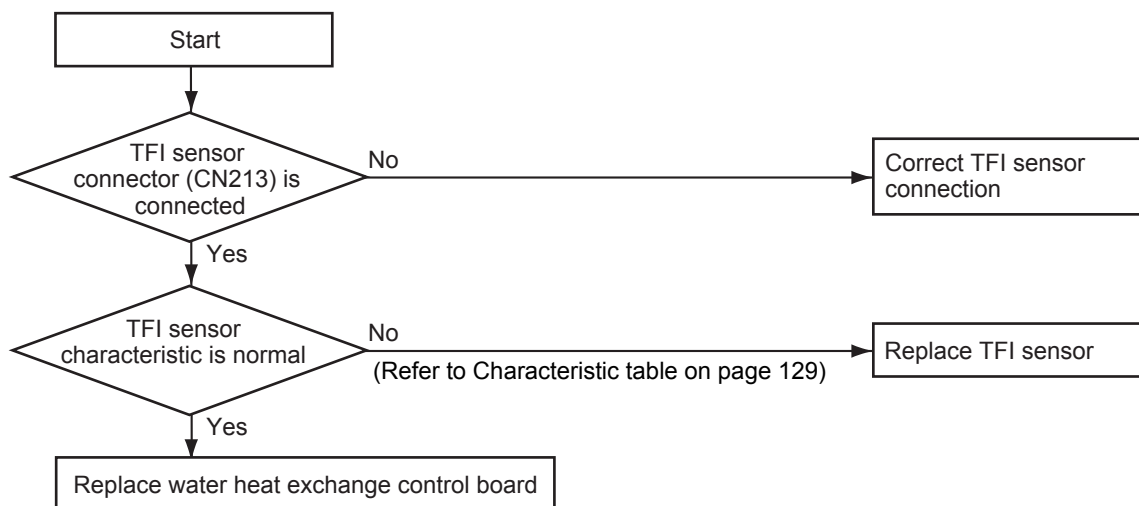 Start
TFI sensor
connector (CN213) is
connected
No
Correct TFI sensor
connection
Yes
TFI sensor
characteristic is normal
No
(Refer to Characteristic table on page 129)
Replace TFI sensor
Yes
Replace water heat exchange control board